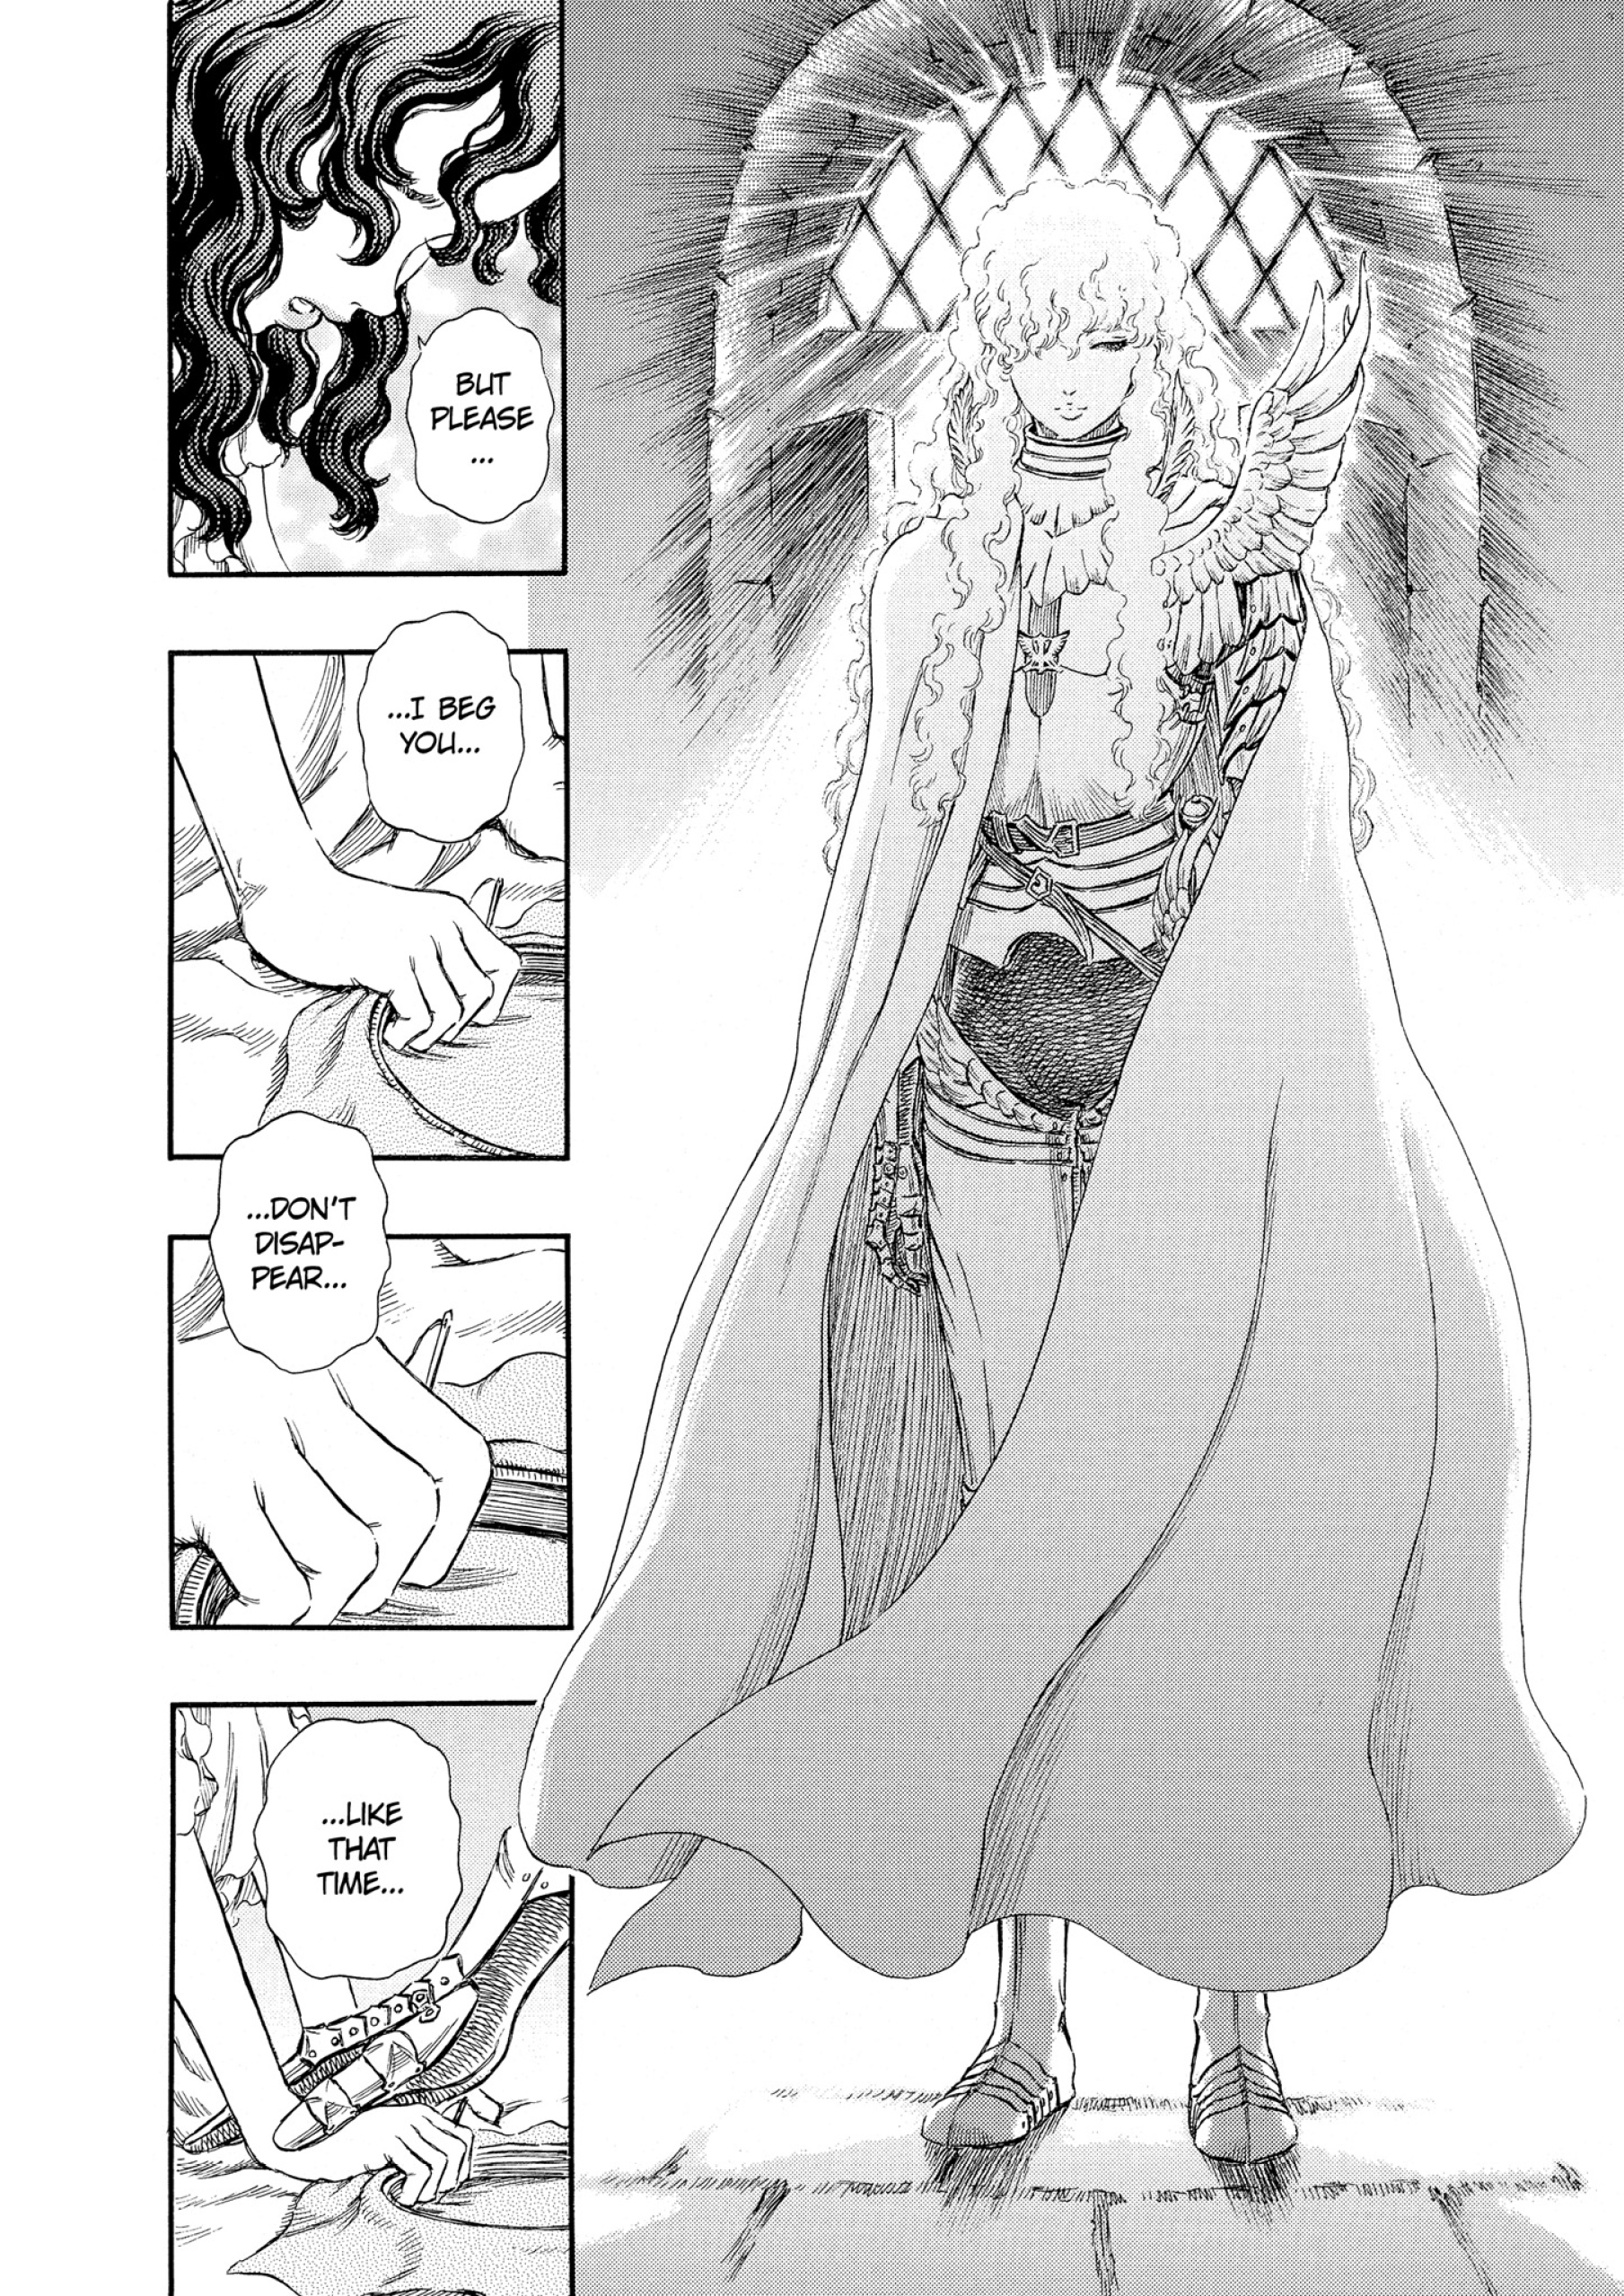 BUT
PLEASE
...
...I BEG
YOU...
...DON'T
DISAP-
PEAR...
...LIKE
THAT
TIME...